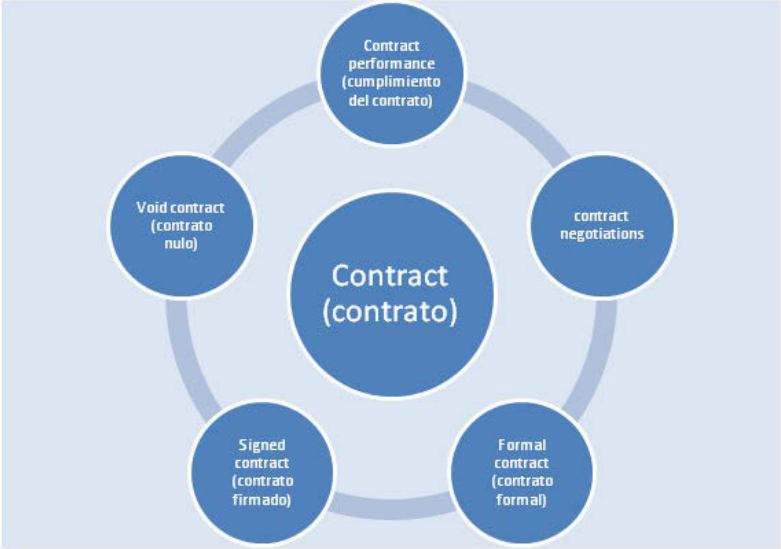 Contract
performance
(cumplimiento
del contrato)
Void contract
(contrato
nulo)
contract
negotiations
Contract
(contrato)
Signed
contract
(contrato
firmado)
Formal
contract
(contrato
formal)